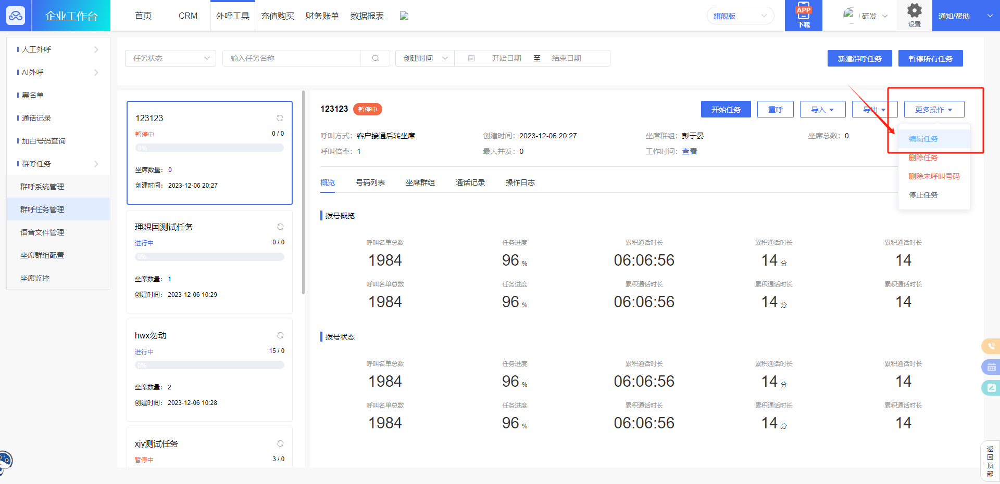 企业工作台
首页
CRM
外呼工具
充值购买
财务账单
数据报表
旗舰版
APP
下载
研发
设置
通知/帮助
人工外呼
AI外呼
黑名单
通话记录
加白号码查询
群呼任务
群呼系统管理
群呼任务管理
语音文件管理
坐席群组配置
坐席监控
任务状态
输入任务名称
创建时间
开始日期 至 结束日期
新建群呼任务
暂停所有任务
123123
暂停中 0 / 0
0%
坐席数量： 0
创建时间： 2023-12-06 20:27
理想国测试任务
进行中 0 / 0
0%
坐席数量： 1
创建时间： 2023-12-06 10:29
hwx勿动
进行中 15 / 0
0%
坐席数量： 2
创建时间： 2023-12-06 10:28
xjy测试任务
暂停中 3 / 0
123123 暂停中
开始任务
重呼
导入
导出
更多操作
编辑任务
删除任务
删除未呼叫号码
停止任务
呼叫方式：客户接通后转坐席 创建时间：2023-12-06 20:27 坐席群组：彭于晏 坐席总数：0
呼叫倍率：1 最大并发：0 工作时间：查看
概览 号码列表 坐席群组 通话记录 操作日志
拨号概览
呼叫名单总数 任务进度 累积通话时长 累积通话时长 累积通话时长
1984 96 % 06:06:56 14 分 14
呼叫名单总数 任务进度 累积通话时长 累积通话时长 累积通话时长
1984 96 % 06:06:56 14 分 14
拨号状态
呼叫名单总数 任务进度 累积通话时长 累积通话时长 累积通话时长
1984 96 % 06:06:56 14 分 14
呼叫名单总数 任务进度 累积通话时长 累积通话时长 累积通话时长
1984 96 % 06:06:56 14 分 14
返
回
顶
部